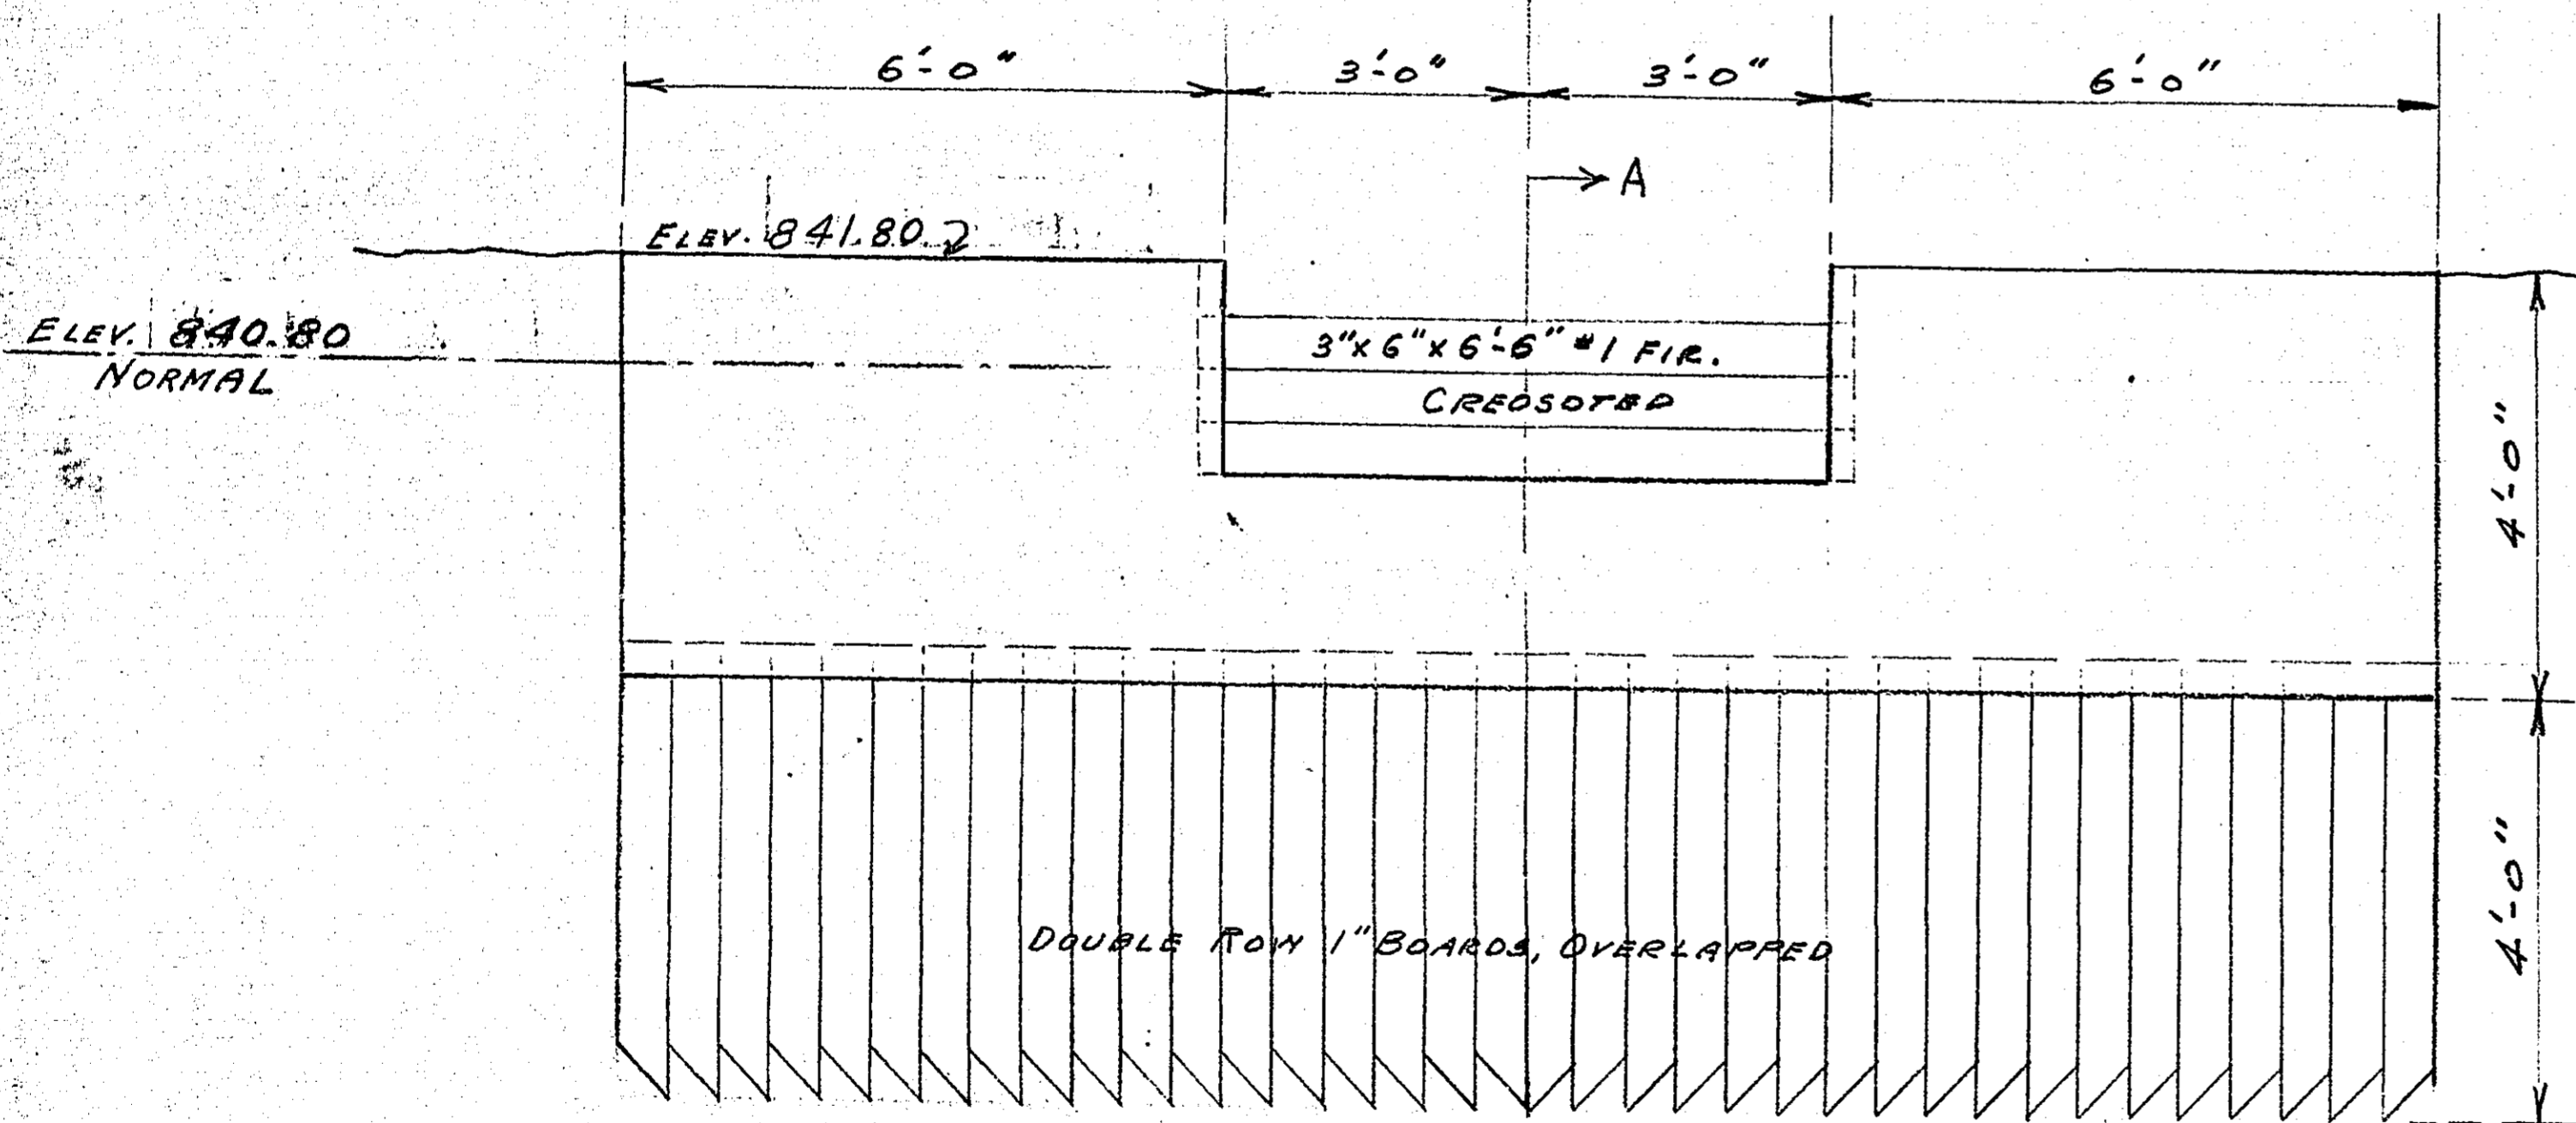 6'-0" 3'-0" 3'-0" 6'-0"
A
ELEV. 841.80
ELEV. 840.80
NORMAL
3"x6"x6'-6" #1 FIR.
CREOSOTED
4'-0"
4'-0"
DOUBLE ROW 1" BOARDS, OVERLAPPED